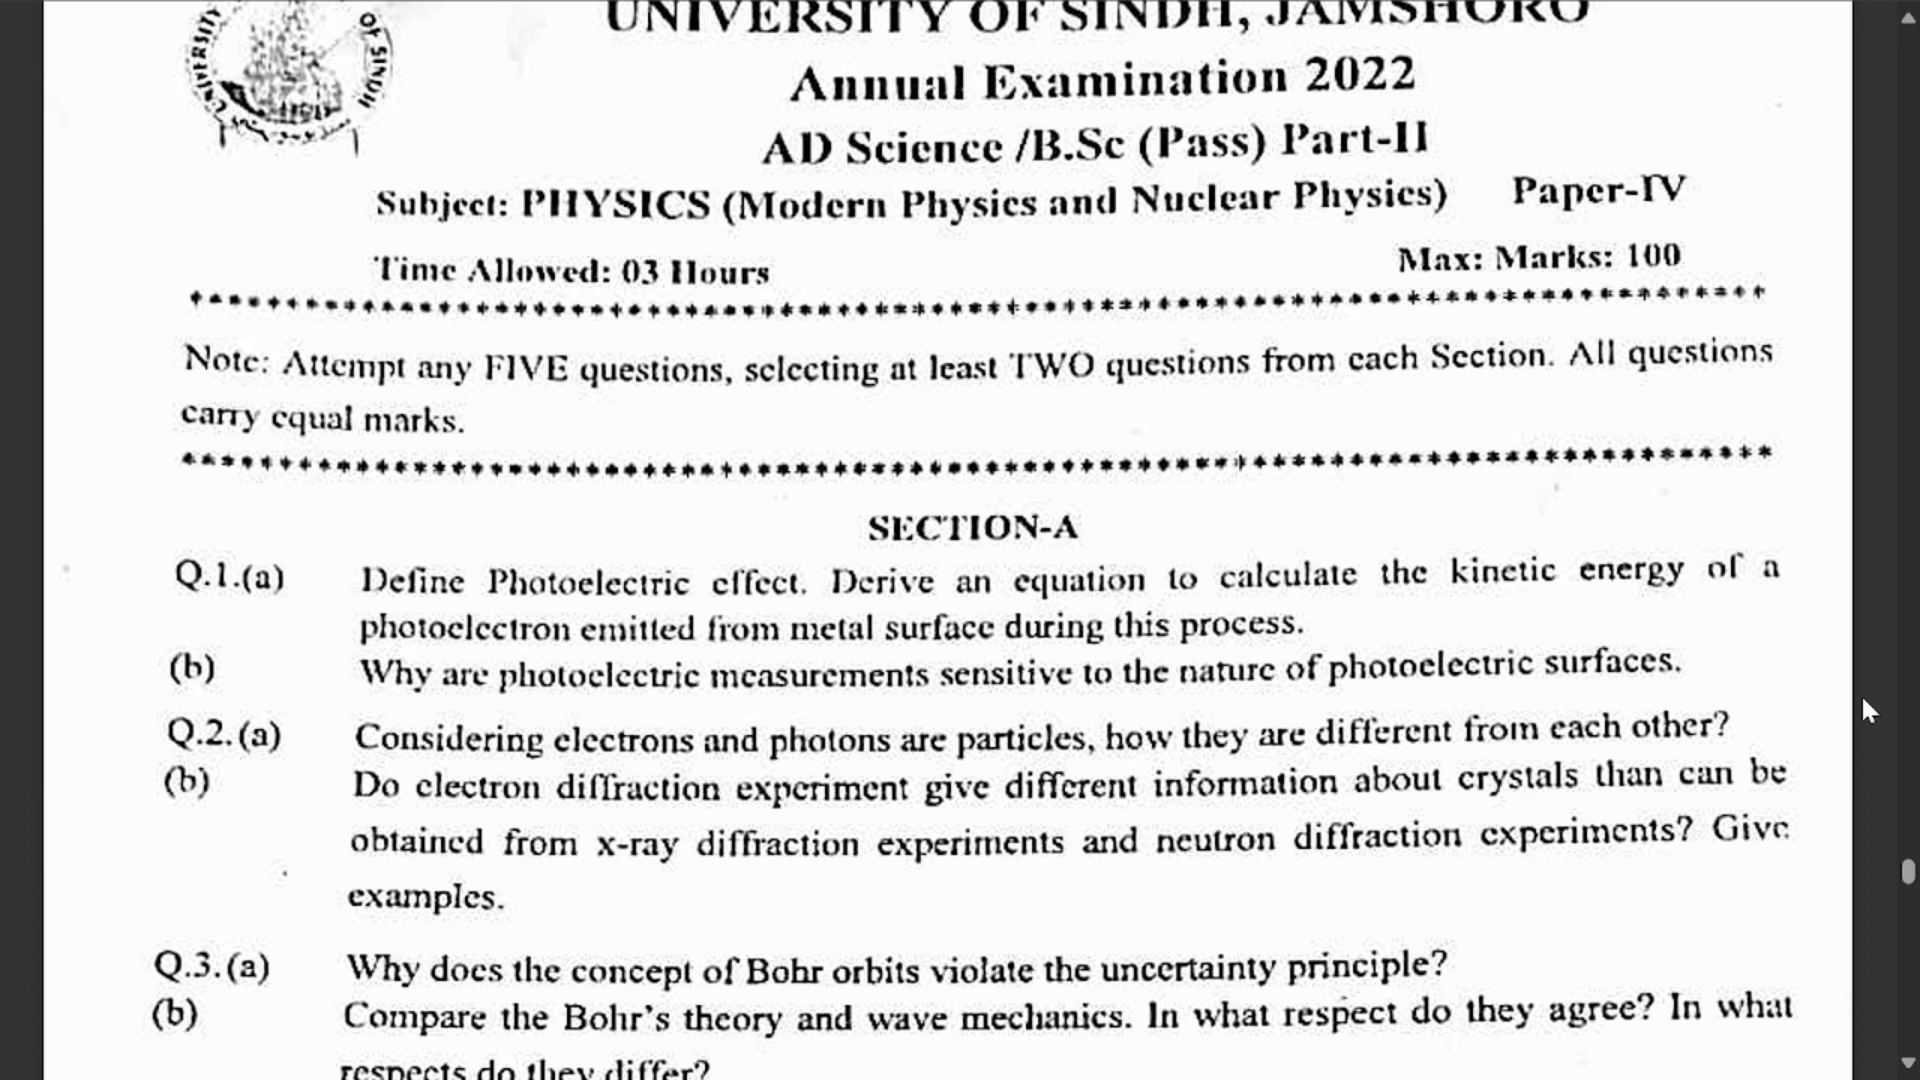 UNIVERSITY OF SINDH, JAMSHORO
UNIVERSITY OF SINDH
Annual Examination 2022
AD Science /B.Sc (Pass) Part-II
Subject: PHYSICS (Modern Physics and Nuclear Physics) Paper-IV
Time Allowed: 03 Hours Max: Marks: 100
Note: Attempt any FIVE questions, selecting at least TWO questions from each Section. All questions
carry equal marks.
SECTION-A
Q.1.(a) Define Photoelectric effect. Derive an equation to calculate the kinetic energy of a
photoelectron emitted from metal surface during this process.
(b) Why are photoelectric measurements sensitive to the nature of photoelectric surfaces.
Q.2.(a) Considering electrons and photons are particles, how they are different from each other?
(b) Do electron diffraction experiment give different information about crystals than can be
obtained from x-ray diffraction experiments and neutron diffraction experiments? Give
examples.
Q.3.(a) Why does the concept of Bohr orbits violate the uncertainty principle?
(b) Compare the Bohr's theory and wave mechanics. In what respect do they agree? In what
respects do they differ?